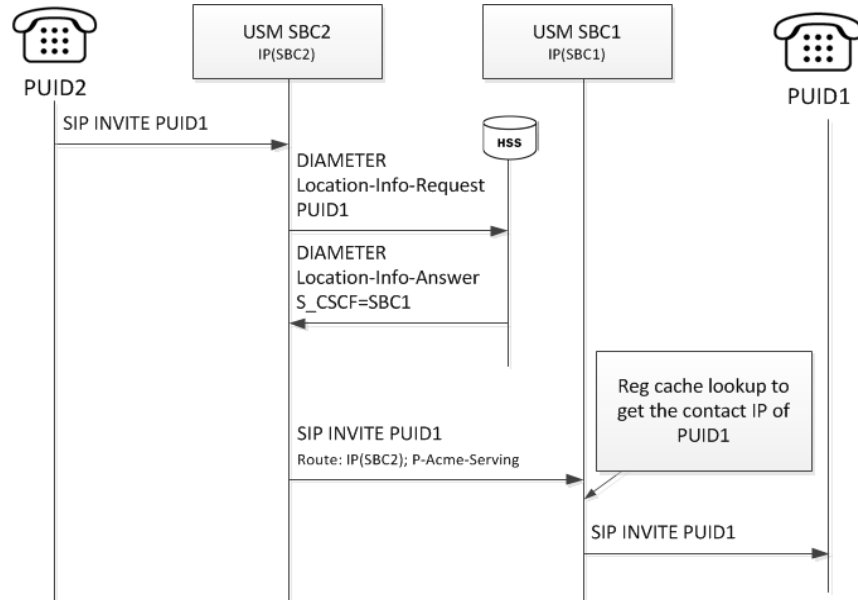 PUID2
USM SBC2
IP(SBC2)
USM SBC1
IP(SBC1)
PUID1
SIP INVITE PUID1
HSS
DIAMETER
Location-Info-Request
PUID1
DIAMETER
Location-Info-Answer
S_CSCF=SBC1
Reg cache lookup to
get the contact IP of
PUID1
SIP INVITE PUID1
Route: IP(SBC2); P-Acme-Serving
SIP INVITE PUID1